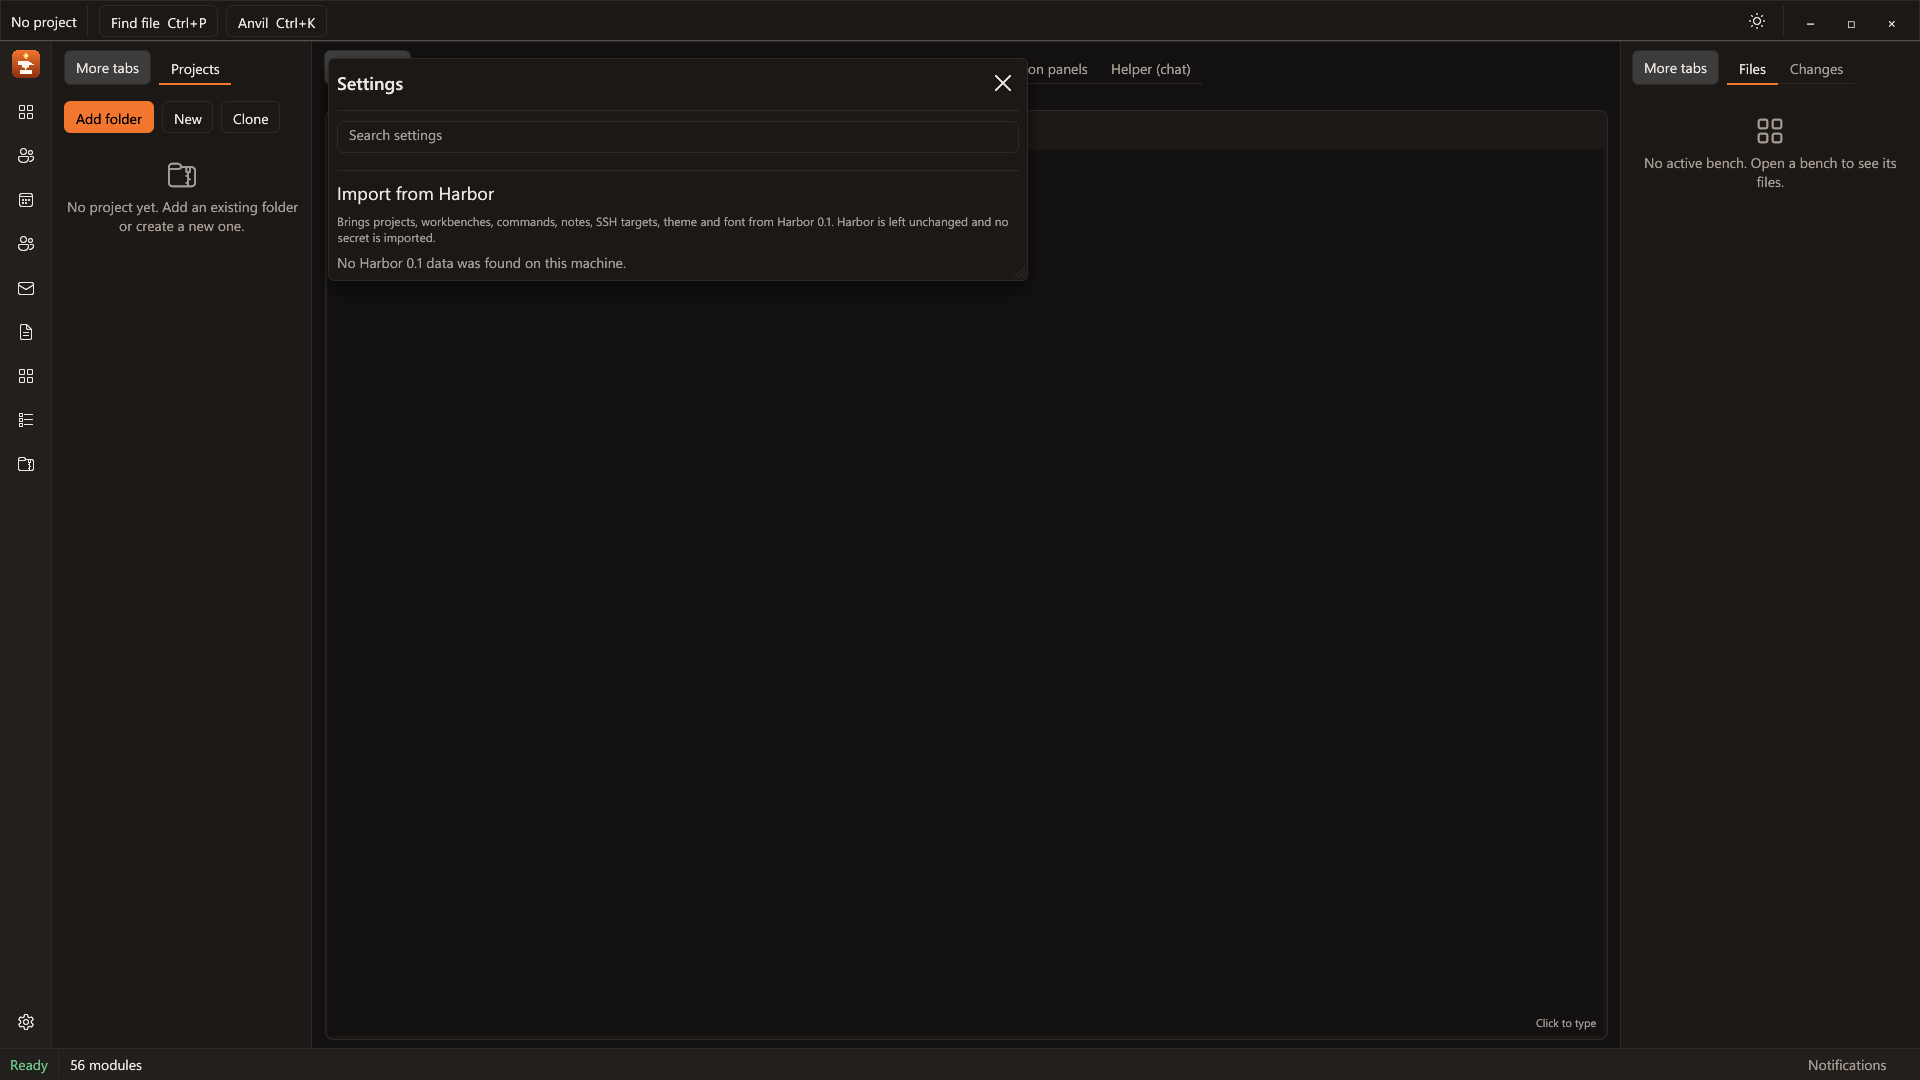 No project
Find file Ctrl+P
Anvil Ctrl+K
More tabs
Projects
Add folder
New
Clone
No project yet. Add an existing folder
or create a new one.
Settings
Search settings
Import from Harbor
Brings projects, workbenches, commands, notes, SSH targets, theme and font from Harbor 0.1. Harbor is left unchanged and no
secret is imported.
No Harbor 0.1 data was found on this machine.
on panels
Helper (chat)
Click to type
More tabs
Files
Changes
No active bench. Open a bench to see its
files.
Ready
56 modules
Notifications